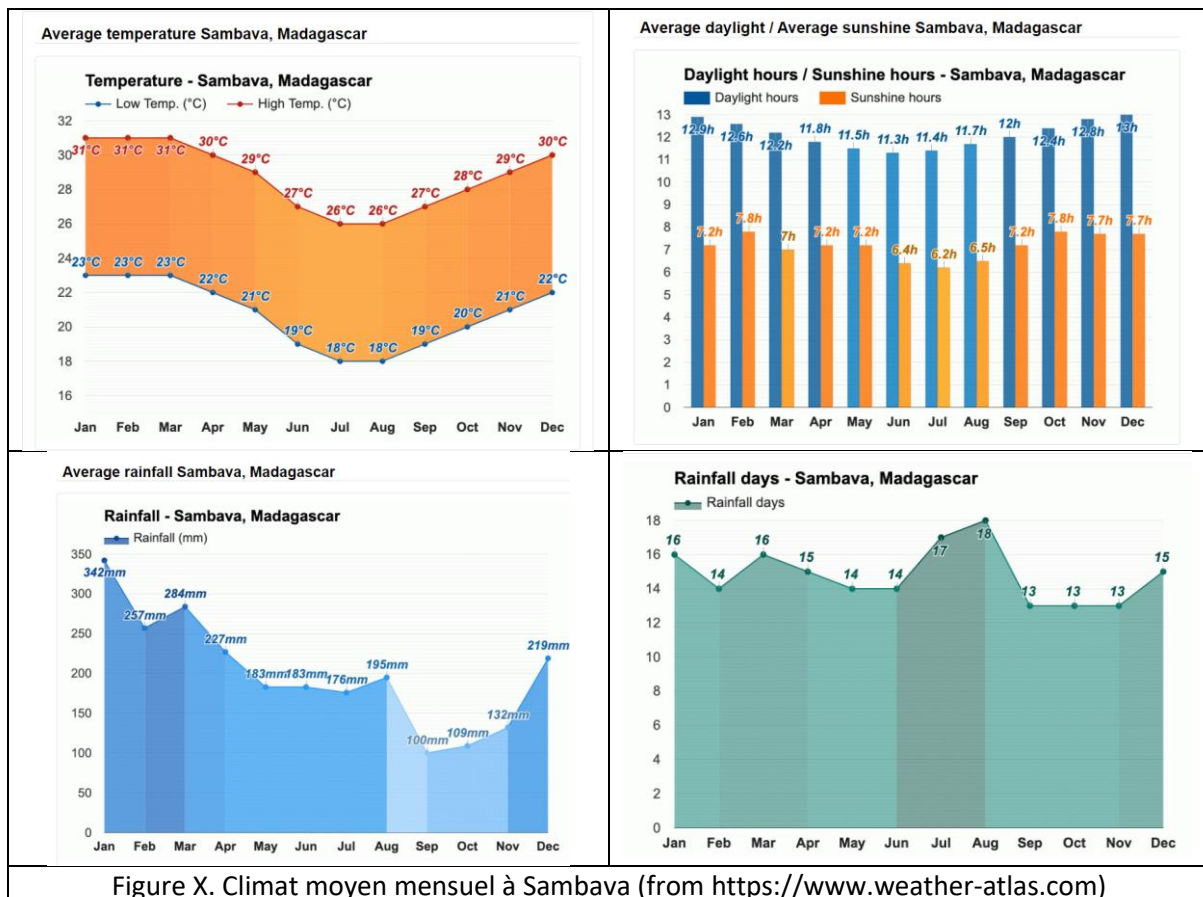 Average temperature Sambava, Madagascar
Temperature - Sambava, Madagascar
Low Temp. (°C) High Temp. (°C)
32
30
28
26
24
22
20
18
16
31°C 31°C 31°C 30°C 29°C 27°C 26°C 26°C 27°C 28°C 29°C 30°C
23°C 23°C 23°C 22°C 21°C 19°C 18°C 18°C 19°C 20°C 21°C 22°C
Jan Feb Mar Apr May Jun Jul Aug Sep Oct Nov Dec
Average daylight / Average sunshine Sambava, Madagascar
Daylight hours / Sunshine hours - Sambava, Madagascar
Daylight hours Sunshine hours
13
12
11
10
9
8
7
6
5
4
3
2
1
0
12.9h 12.6h 12.2h 11.8h 11.5h 11.3h 11.4h 11.7h 12h 12.4h 12.8h 13h
7.2h 7.8h 7h 7.2h 7.2h 6.4h 6.2h 6.5h 7.2h 7.8h 7.7h 7.7h
Jan Feb Mar Apr May Jun Jul Aug Sep Oct Nov Dec
Average rainfall Sambava, Madagascar
Rainfall - Sambava, Madagascar
Rainfall (mm)
350
300
250
200
150
100
50
0
342mm 257mm 284mm 227mm 183mm 183mm 176mm 195mm 100mm 109mm 132mm 219mm
Jan Feb Mar Apr May Jun Jul Aug Sep Oct Nov Dec
Rainfall days - Sambava, Madagascar
Rainfall days
18
16
14
12
10
8
6
4
2
0
16 14 16 15 14 14 17 18 13 13 13 15
Jan Feb Mar Apr May Jun Jul Aug Sep Oct Nov Dec
Figure X. Climat moyen mensuel à Sambava (from https://www.weather-atlas.com)